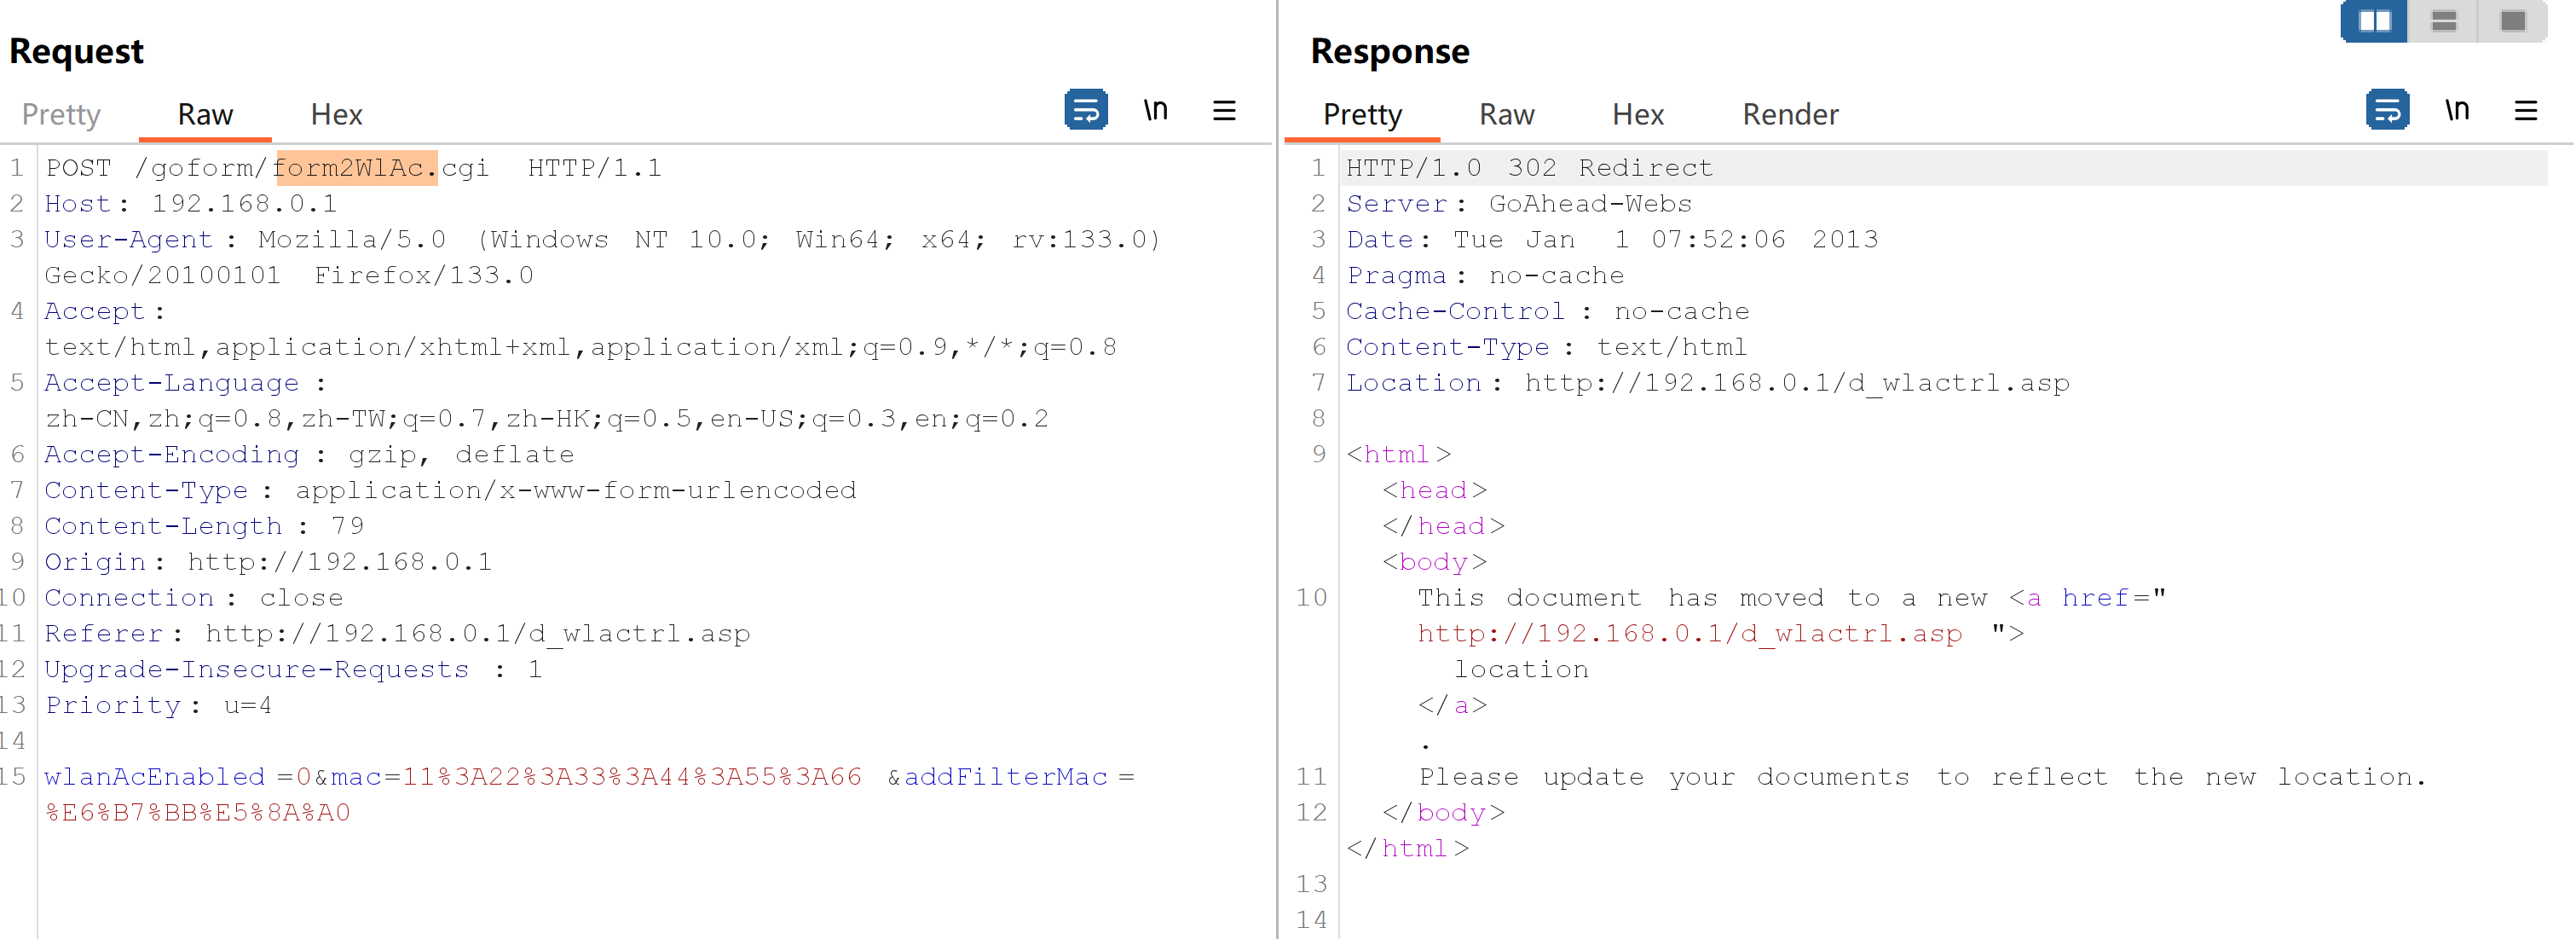 Request
Pretty Raw Hex \n
1 POST /goform/form2WlAc.cgi HTTP/1.1
2 Host: 192.168.0.1
3 User-Agent: Mozilla/5.0 (Windows NT 10.0; Win64; x64; rv:133.0)
Gecko/20100101 Firefox/133.0
4 Accept:
text/html,application/xhtml+xml,application/xml;q=0.9,*/*;q=0.8
5 Accept-Language:
zh-CN,zh;q=0.8,zh-TW;q=0.7,zh-HK;q=0.5,en-US;q=0.3,en;q=0.2
6 Accept-Encoding: gzip, deflate
7 Content-Type: application/x-www-form-urlencoded
8 Content-Length: 79
9 Origin: http://192.168.0.1
10 Connection: close
11 Referer: http://192.168.0.1/d_wlactrl.asp
12 Upgrade-Insecure-Requests: 1
13 Priority: u=4
14
15 wlanAcEnabled=0&mac=11%3A22%3A33%3A44%3A55%3A66&addFilterMac=
%E6%B7%BB%E5%8A%A0
Response
Pretty Raw Hex Render \n
1 HTTP/1.0 302 Redirect
2 Server: GoAhead-Webs
3 Date: Tue Jan  1 07:52:06 2013
4 Pragma: no-cache
5 Cache-Control: no-cache
6 Content-Type: text/html
7 Location: http://192.168.0.1/d_wlactrl.asp
8
9 <html>
<head>
</head>
<body>
10 This document has moved to a new <a href="
http://192.168.0.1/d_wlactrl.asp">
location
</a>
.
11 Please update your documents to reflect the new location.
12 </body>
</html>
13
14